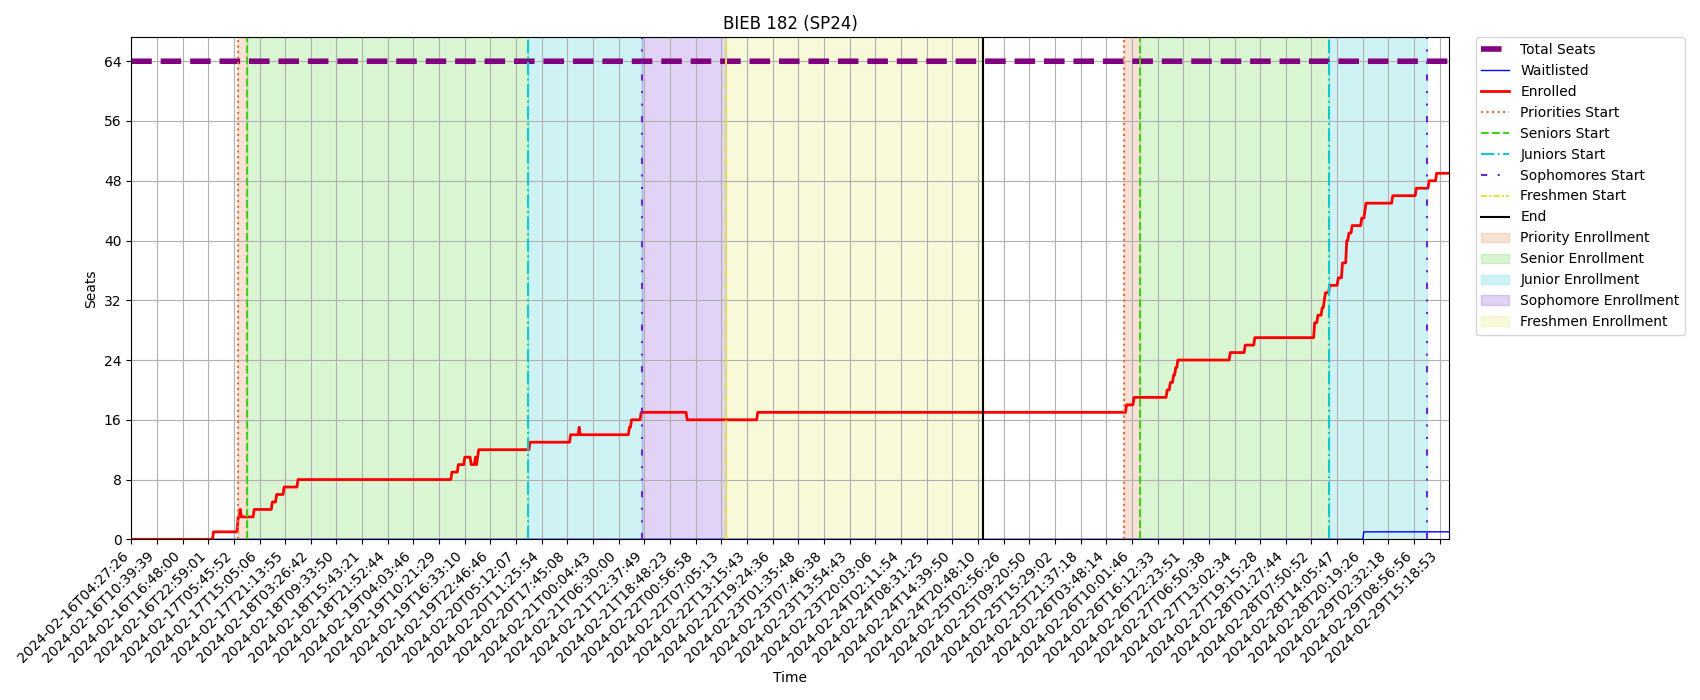 BIEB 182 (SP24)
Total Seats
Waitlisted
Enrolled
Priorities Start
Seniors Start
Juniors Start
Sophomores Start
Freshmen Start
End
Priority Enrollment
Senior Enrollment
Junior Enrollment
Sophomore Enrollment
Freshmen Enrollment
Seats
64
56
48
40
32
24
16
8
0
2024-02-16T04:27:26
2024-02-16T10:39:39
2024-02-16T16:48:00
2024-02-16T22:59:01
2024-02-17T05:45:52
2024-02-17T15:05:06
2024-02-17T21:13:55
2024-02-18T03:26:42
2024-02-18T09:33:50
2024-02-18T15:43:21
2024-02-18T21:52:44
2024-02-19T04:03:46
2024-02-19T10:21:29
2024-02-19T16:33:10
2024-02-19T22:46:46
2024-02-20T05:12:07
2024-02-20T11:25:54
2024-02-20T17:45:08
2024-02-21T00:04:43
2024-02-21T06:30:00
2024-02-21T12:37:49
2024-02-21T18:48:23
2024-02-22T00:56:58
2024-02-22T07:05:13
2024-02-22T13:15:43
2024-02-22T19:24:36
2024-02-23T01:35:48
2024-02-23T07:46:38
2024-02-23T13:54:43
2024-02-23T20:03:06
2024-02-24T02:11:54
2024-02-24T08:31:25
2024-02-24T14:39:50
2024-02-24T20:48:10
2024-02-25T02:56:26
2024-02-25T09:20:50
2024-02-25T15:29:02
2024-02-25T21:37:18
2024-02-26T03:48:14
2024-02-26T10:01:46
2024-02-26T16:12:33
2024-02-26T22:23:51
2024-02-27T06:50:38
2024-02-27T13:02:34
2024-02-27T19:15:28
2024-02-28T01:27:44
2024-02-28T07:50:52
2024-02-28T14:05:47
2024-02-28T20:19:26
2024-02-29T02:32:18
2024-02-29T08:56:56
2024-02-29T15:18:53
Time